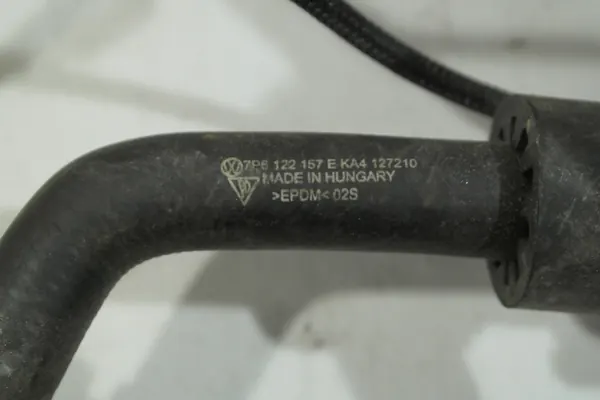 7P6 122 157 E KA4 127210
MADE IN HUNGARY
>EPDM< 02S